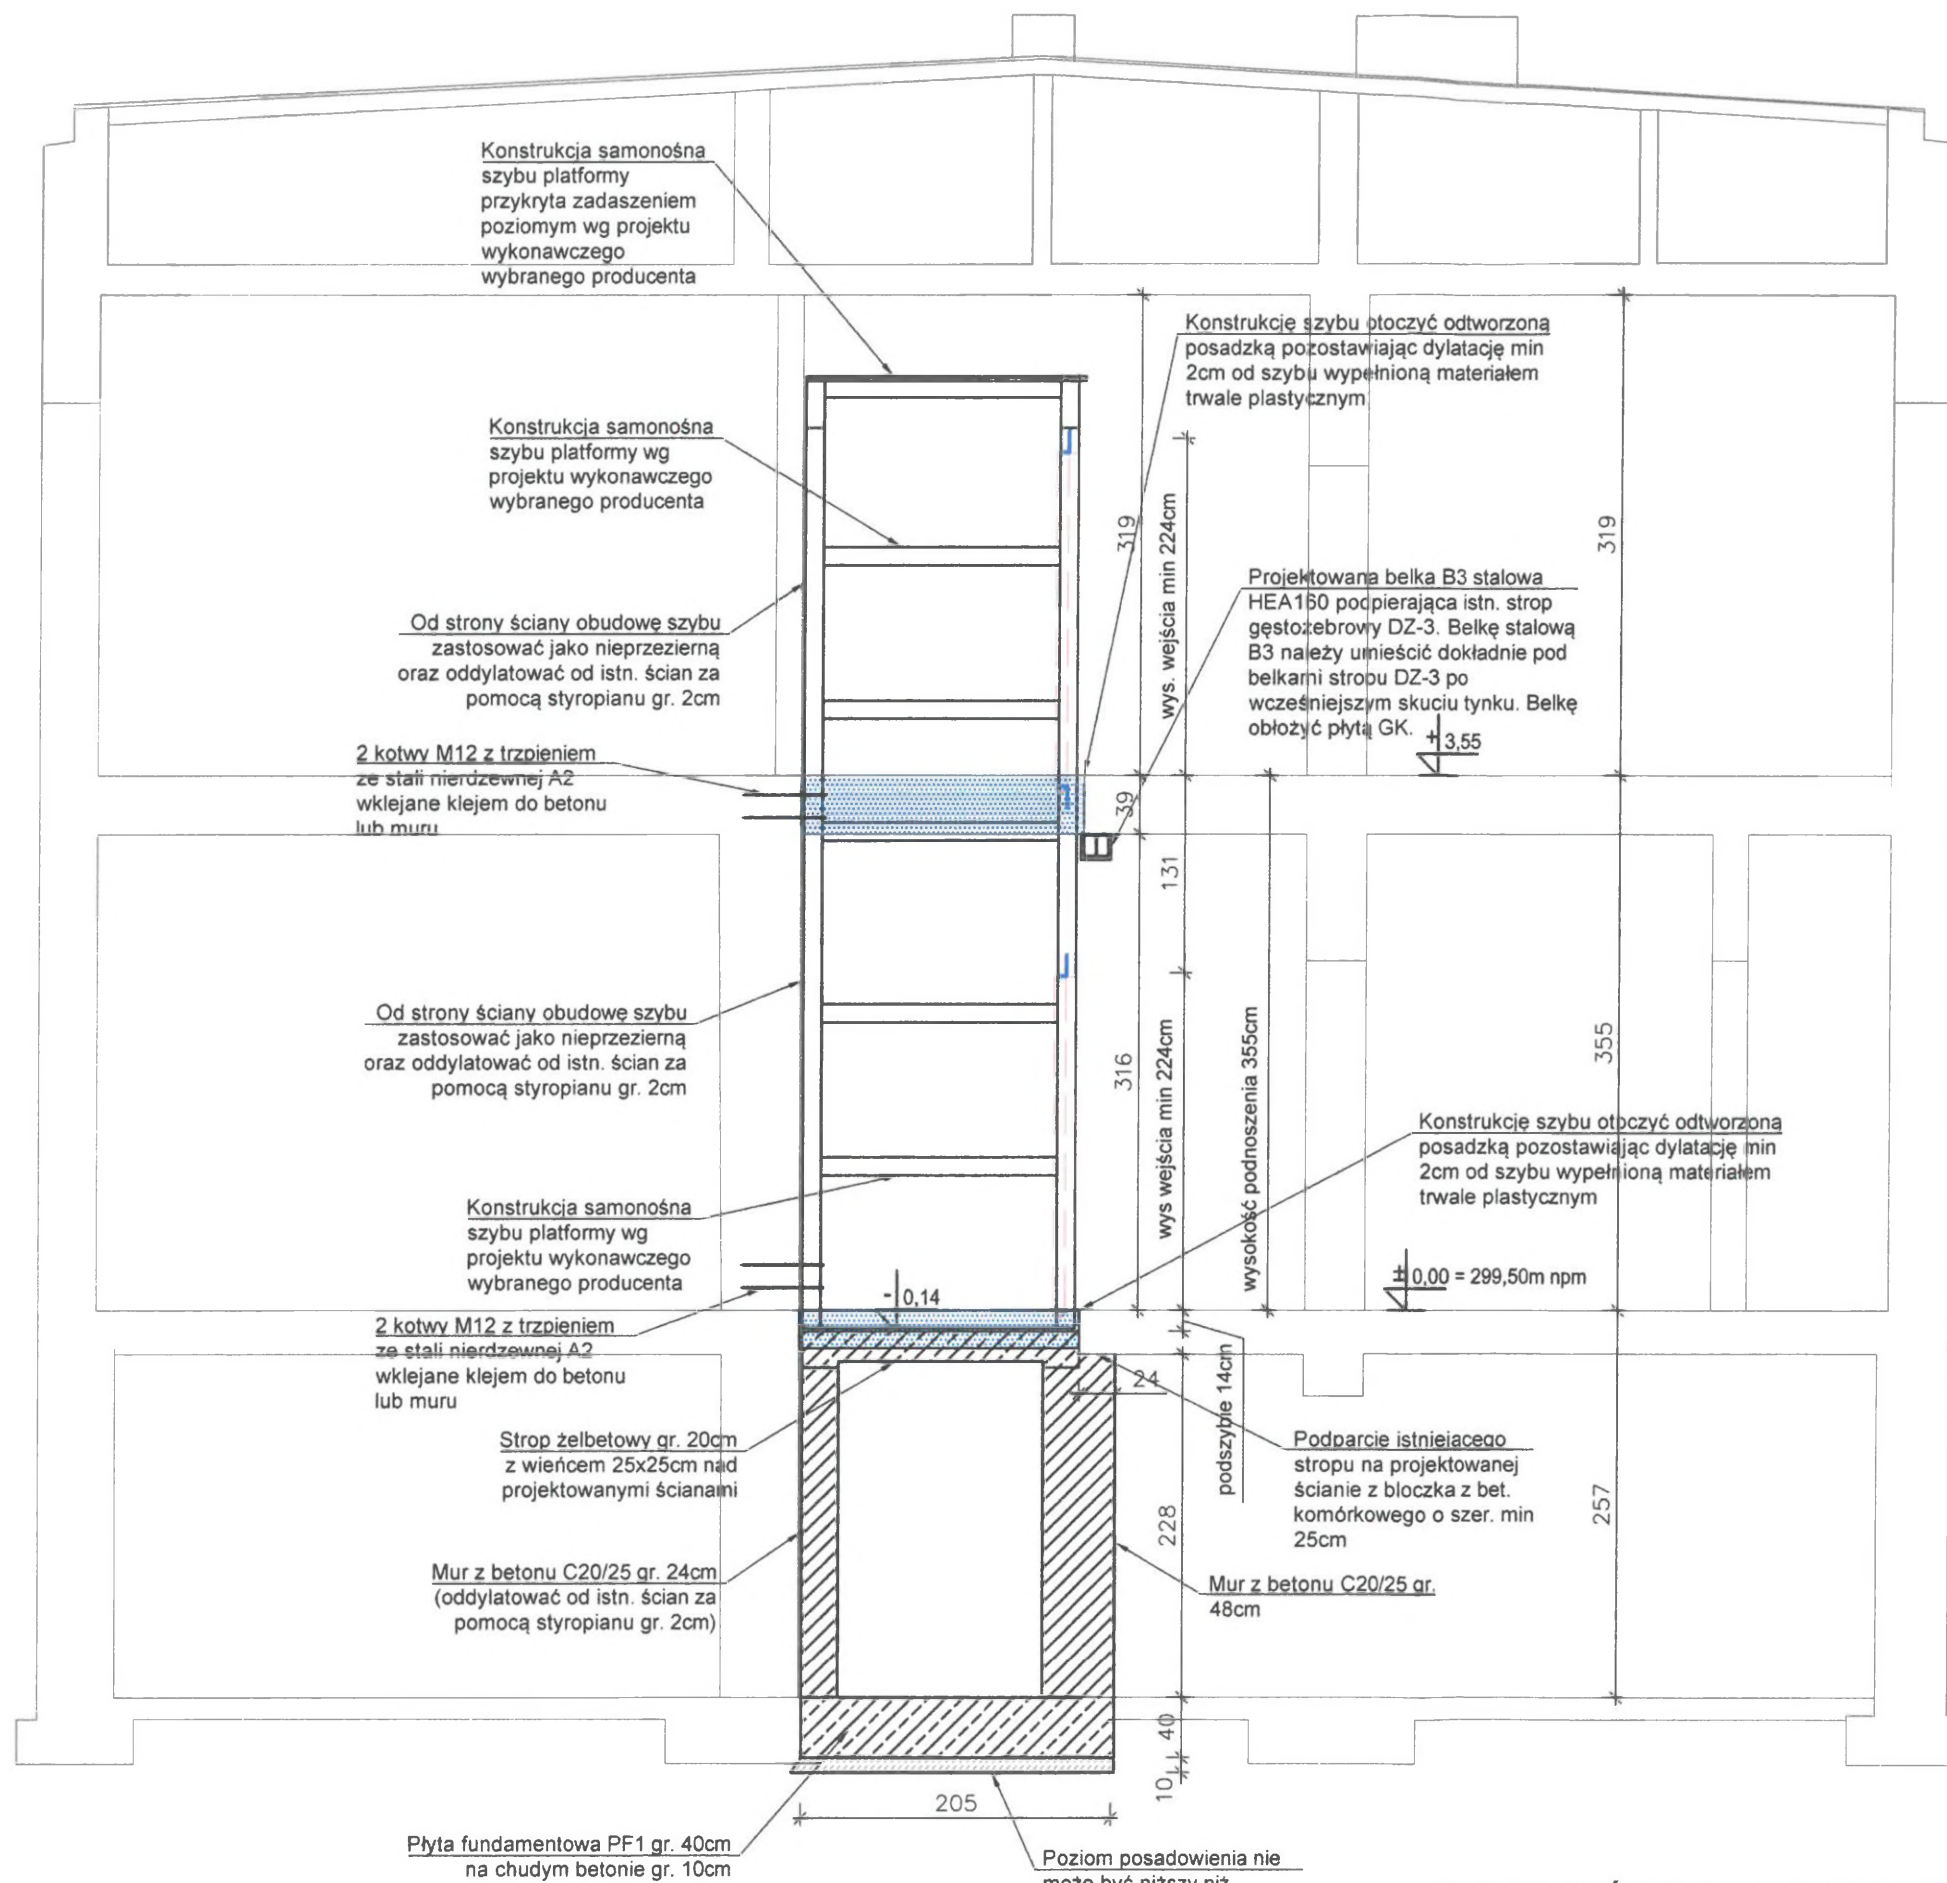 Konstrukcja samonośna
szybu platformy
przykryta zadaszeniem
poziomym wg projektu
wykonawczego
wybranego producenta
Konstrukcję szybu otoczyć odtworzoną
posadzką pozostawiając dylatację min
2cm od szybu wypełnioną materiałem
trwale plastycznym
Konstrukcja samonośna
szybu platformy wg
projektu wykonawczego
wybranego producenta
319
wys. wejścia min 224cm
319
Projektowana belka B3 stalowa
HEA160 podpierająca istn. strop
gęstożebrowy DZ-3. Belkę stalową
B3 należy umieścić dokładnie pod
belkami stropu DZ-3 po
wcześniejszym skuciu tynku. Belkę
obłożyć płytą GK.
+3,55
Od strony ściany obudowę szybu
zastosować jako nieprzezierną
oraz oddylatować od istn. ścian za
pomocą styropianu gr. 2cm
2 kotwy M12 z trzpieniem
ze stali nierdzewnej A2
wklejane klejem do betonu
lub muru
39
131
Od strony ściany obudowę szybu
zastosować jako nieprzezierną
oraz oddylatować od istn. ścian za
pomocą styropianu gr. 2cm
316
wys wejścia min 224cm
wysokość podnoszenia 355cm
355
Konstrukcję szybu otoczyć odtworzoną
posadzką pozostawiając dylatację min
2cm od szybu wypełnioną materiałem
trwale plastycznym
Konstrukcja samonośna
szybu platformy wg
projektu wykonawczego
wybranego producenta
-0,14
±0,00 = 299,50m npm
2 kotwy M12 z trzpieniem
ze stali nierdzewnej A2
wklejane klejem do betonu
lub muru
24
podszybie 14cm
Strop żelbetowy gr. 20cm
z wieńcem 25x25cm nad
projektowanymi ścianami
Podparcie istniejącego
stropu na projektowanej
ścianie z bloczka z bet.
komórkowego o szer. min
25cm
228
257
Mur z betonu C20/25 gr. 24cm
(oddylatować od istn. ścian za
pomocą styropianu gr. 2cm)
Mur z betonu C20/25 gr.
48cm
40
10
205
Płyta fundamentowa PF1 gr. 40cm
na chudym betonie gr. 10cm
Poziom posadowienia nie
może być niższy niż